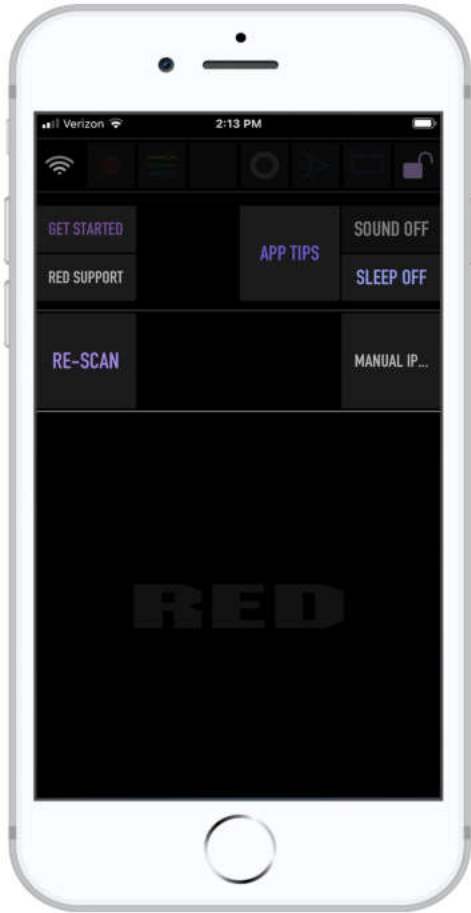 Verizon 2:13 PM
GET STARTED
APP TIPS
SOUND OFF
RED SUPPORT
SLEEP OFF
RE-SCAN
MANUAL IP...
RED